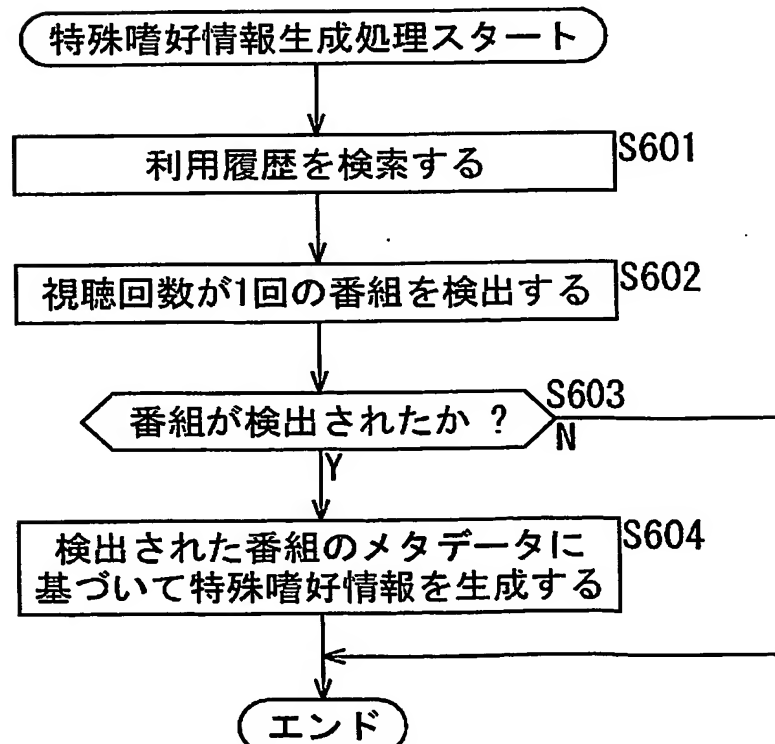 特殊嗜好情報生成処理スタート
利用履歴を検索する
S601
視聴回数が1回の番組を検出する
S602
番組が検出されたか ?
S603
N
Y
検出された番組のメタデータに
基づいて特殊嗜好情報を生成する
S604
エンド